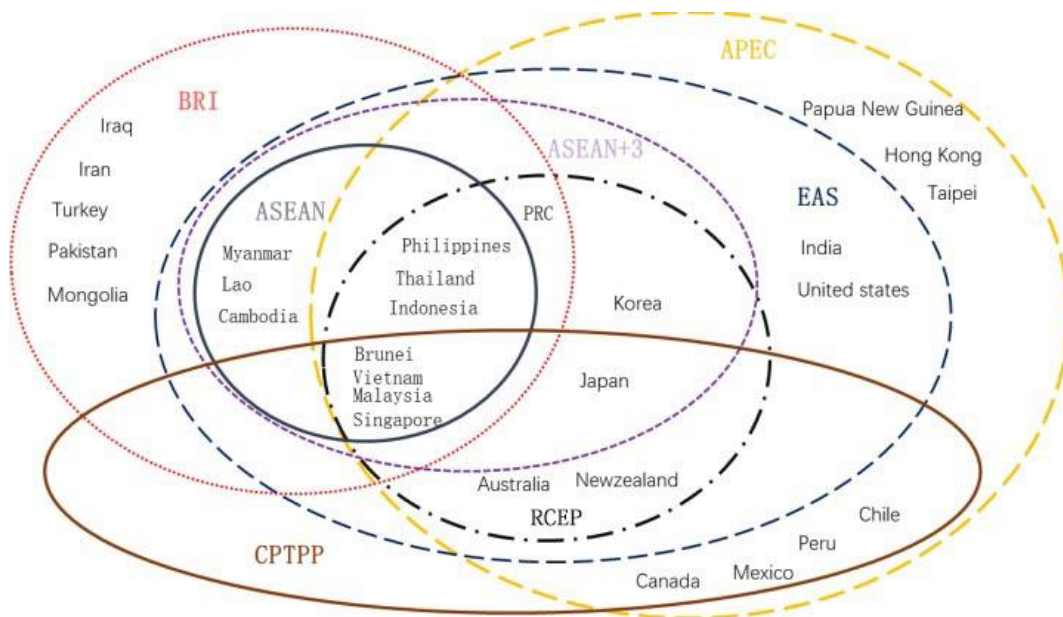 APEC
BRI
Papua New Guinea
Iraq
ASEAN+3
Hong Kong
Iran
Taipei
EAS
Turkey
ASEAN
PRC
Pakistan
Myanmar
Philippines
India
Lao
Thailand
Mongolia
United states
Cambodia
Indonesia
Korea
Brunei
Vietnam
Japan
Malaysia
Singapore
Australia
Newzealand
RCEP
Chile
CPTPP
Peru
Canada
Mexico